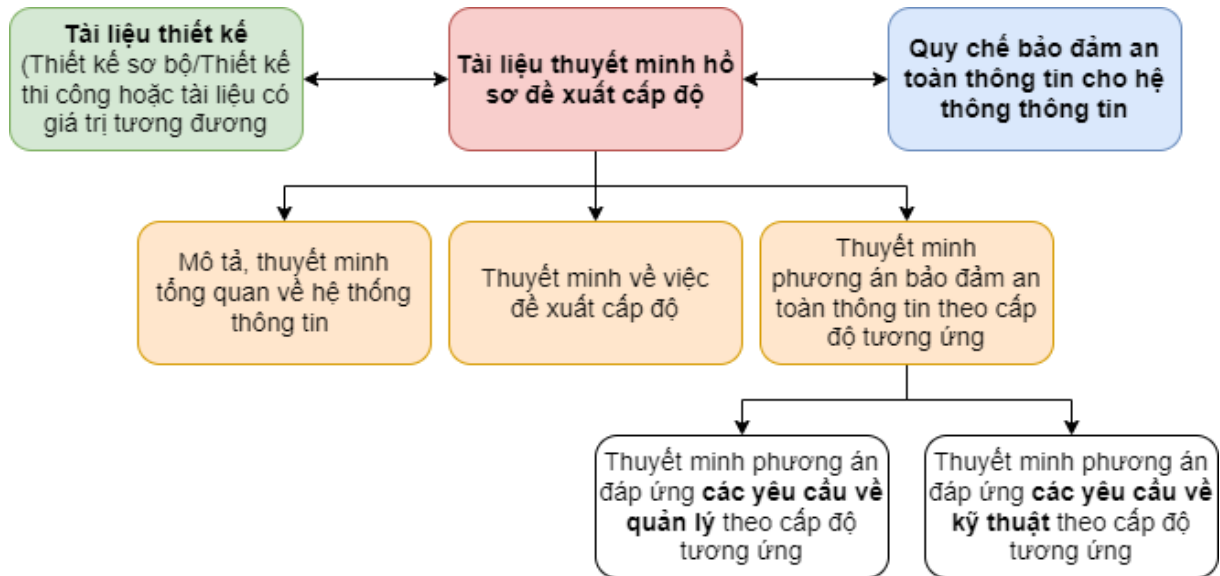 Tài liệu thiết kế
(Thiết kế sơ bộ/Thiết kế
thi công hoặc tài liệu có
giá trị tương đương
Tài liệu thuyết minh hồ
sơ đề xuất cấp độ
Quy chế bảo đảm an
toàn thông tin cho hệ
thông thông tin
Mô tả, thuyết minh
tổng quan về hệ thống
thông tin
Thuyết minh về việc
đề xuất cấp độ
Thuyết minh
phương án bảo đảm an
toàn thông tin theo cấp
độ tương ứng
Thuyết minh phương án
đáp ứng các yêu cầu về
quản lý theo cấp độ
tương ứng
Thuyết minh phương án
đáp ứng các yêu cầu về
kỹ thuật theo cấp độ
tương ứng